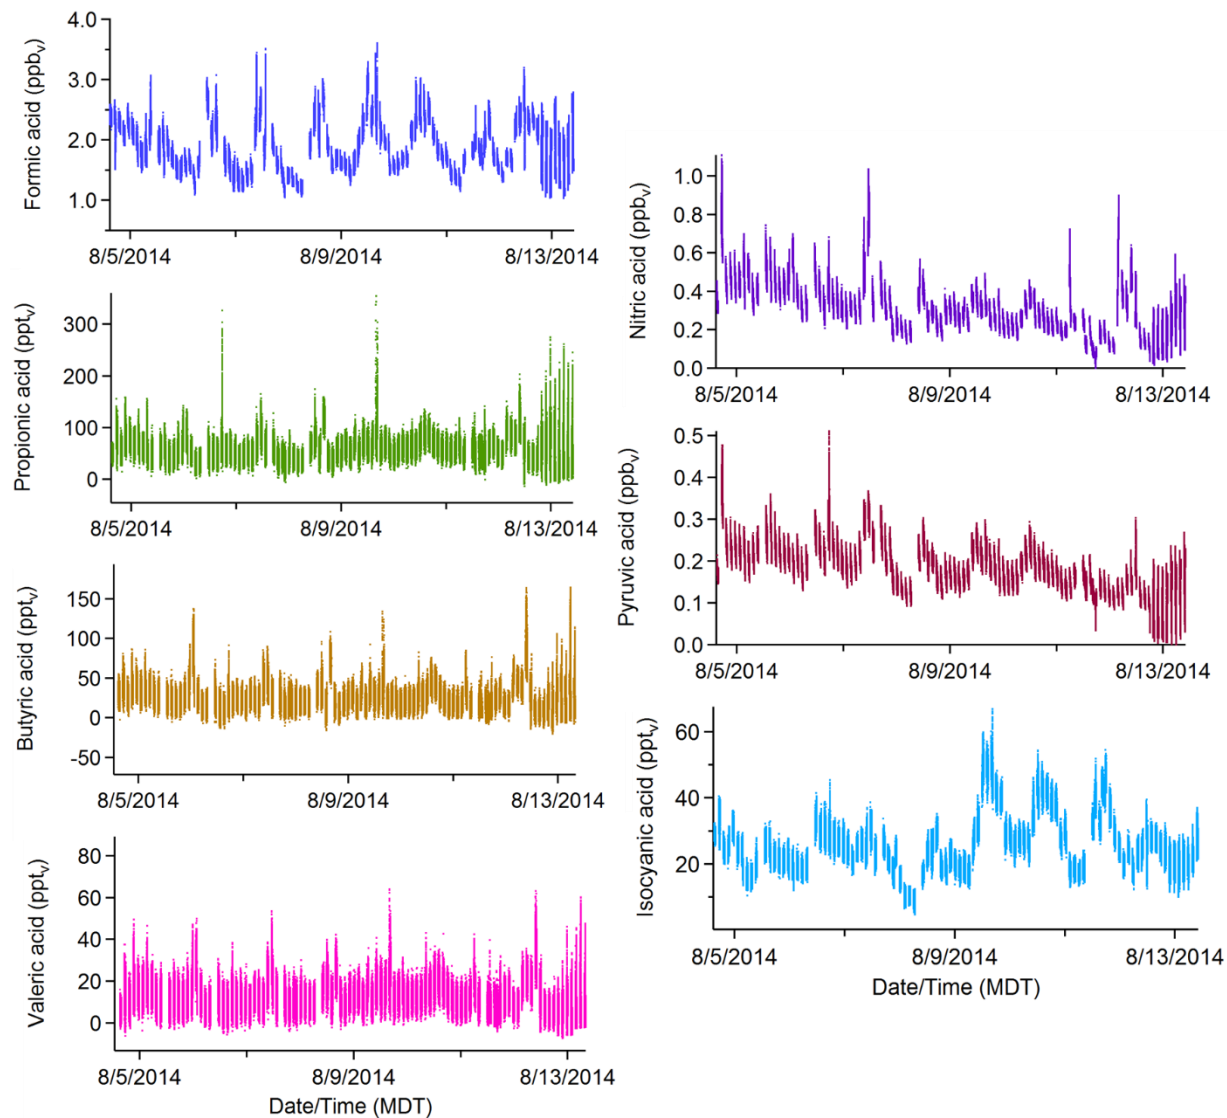 Formic acid (ppbv)
4.0
3.0
2.0
1.0
8/5/2014 8/9/2014 8/13/2014
Propionic acid (pptv)
300
200
100
0
8/5/2014 8/9/2014 8/13/2014
Butyric acid (pptv)
150
100
50
0
-50
8/5/2014 8/9/2014 8/13/2014
Valeric acid (pptv)
80
60
40
20
0
8/5/2014 8/9/2014 8/13/2014
Date/Time (MDT)
Nitric acid (ppbv)
1.0
0.8
0.6
0.4
0.2
0.0
8/5/2014 8/9/2014 8/13/2014
Pyruvic acid (ppbv)
0.5
0.4
0.3
0.2
0.1
0.0
8/5/2014 8/9/2014 8/13/2014
Isocyanic acid (pptv)
60
40
20
8/5/2014 8/9/2014 8/13/2014
Date/Time (MDT)